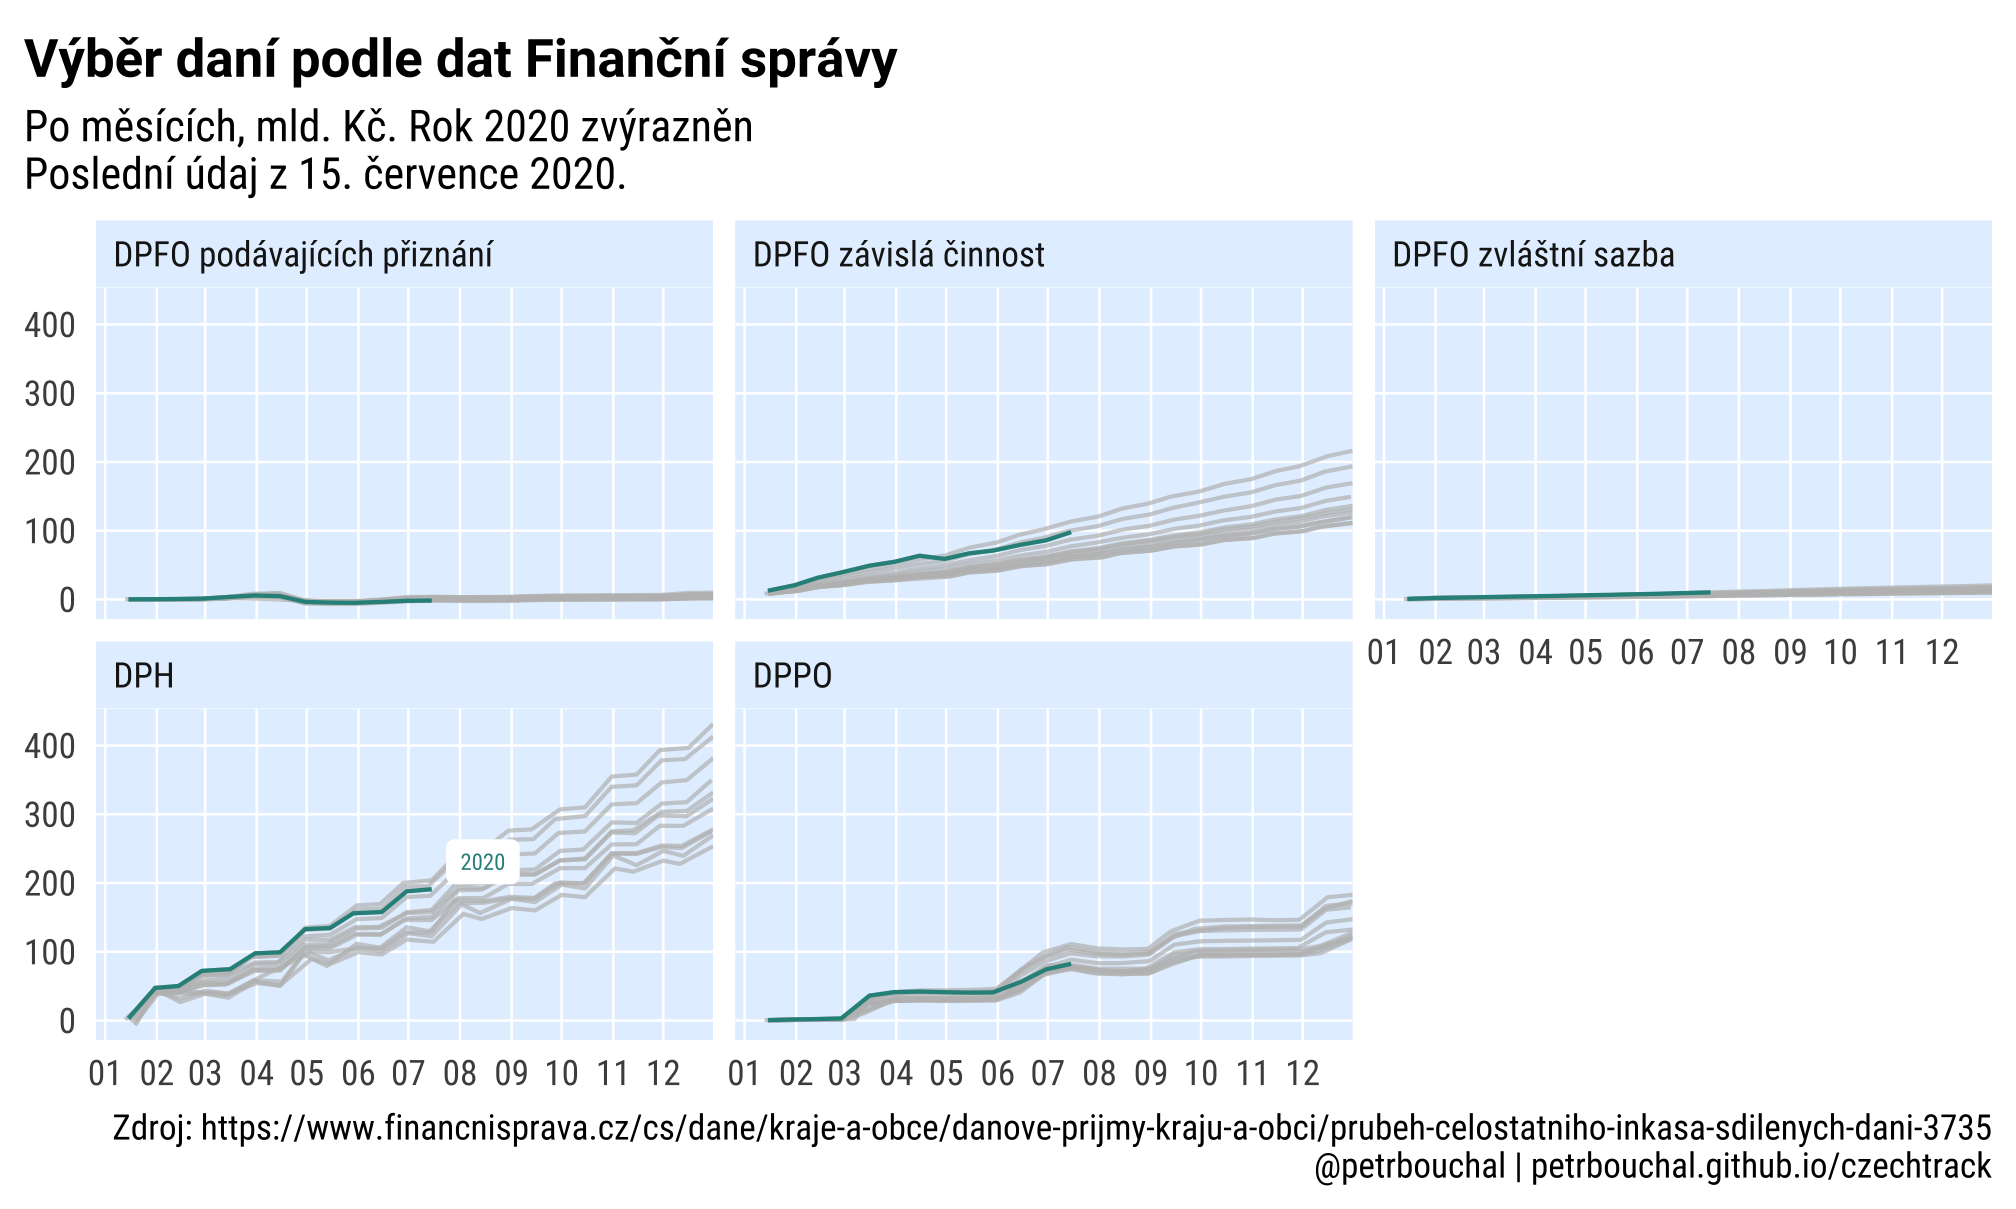 Výběr daní podle dat Finanční správy
Po měsících, mld. Kč. Rok 2020 zvýrazněn
Poslední údaj z 15. července 2020.
DPFO podávajících přiznání
DPFO závislá činnost
DPFO zvláštní sazba
400
300
200
100
0
01 02 03 04 05 06 07 08 09 10 11 12
DPH
DPPO
400
300
200
100
0
2020
01 02 03 04 05 06 07 08 09 10 11 12
01 02 03 04 05 06 07 08 09 10 11 12
Zdroj: https://www.financnisprava.cz/cs/dane/kraje-a-obce/danove-prijmy-kraju-a-obci/prubeh-celostatniho-inkasa-sdilenych-dani-3735
@petrbouchal | petrbouchal.github.io/czechtrack